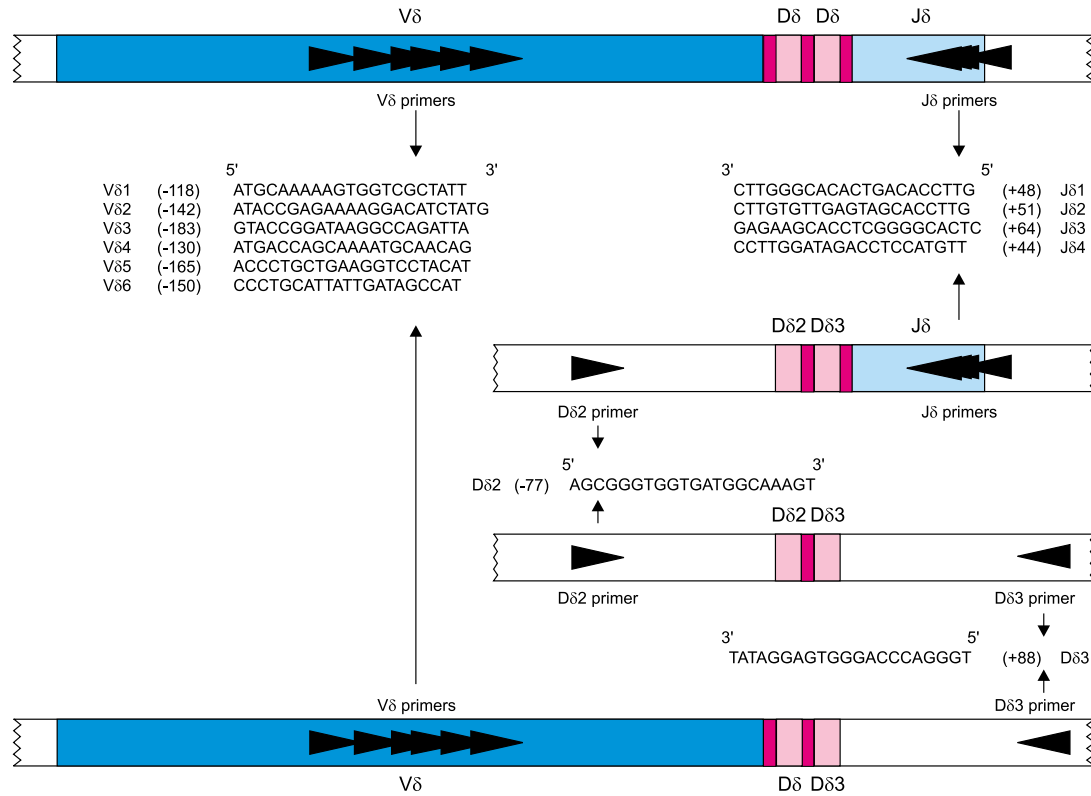 Vδ Dδ Dδ Jδ
Vδ primers Jδ primers
5' 3' 3' 5'
Vδ1 (-118) ATGCAAAAAGTGGTCGCTATT CTTGGGCACACTGACACCTTG (+48) Jδ1
Vδ2 (-142) ATACCGAGAAAAGGACATCTATG CTTGTGTTGAGTAGCACCTTG (+51) Jδ2
Vδ3 (-183) GTACCGGATAAGGCCAGATTA GAGAAGCACCTCGGGGCACTC (+64) Jδ3
Vδ4 (-130) ATGACCAGCAAAATGCAACAG CCTTGGATAGACCTCCATGTT (+44) Jδ4
Vδ5 (-165) ACCCTGCTGAAGGTCCTACAT
Vδ6 (-150) CCCTGCATTATTGATAGCCAT
Dδ2 Dδ3 Jδ
Dδ2 primer Jδ primers
5' 3'
Dδ2 (-77) AGCGGGTGGTGATGGCAAAGT
Dδ2 Dδ3
Dδ2 primer Dδ3 primer
3' 5'
TATAGGAGTGGGACCCAGGGT (+88) Dδ3
Vδ primers Dδ3 primer
Vδ Dδ Dδ3